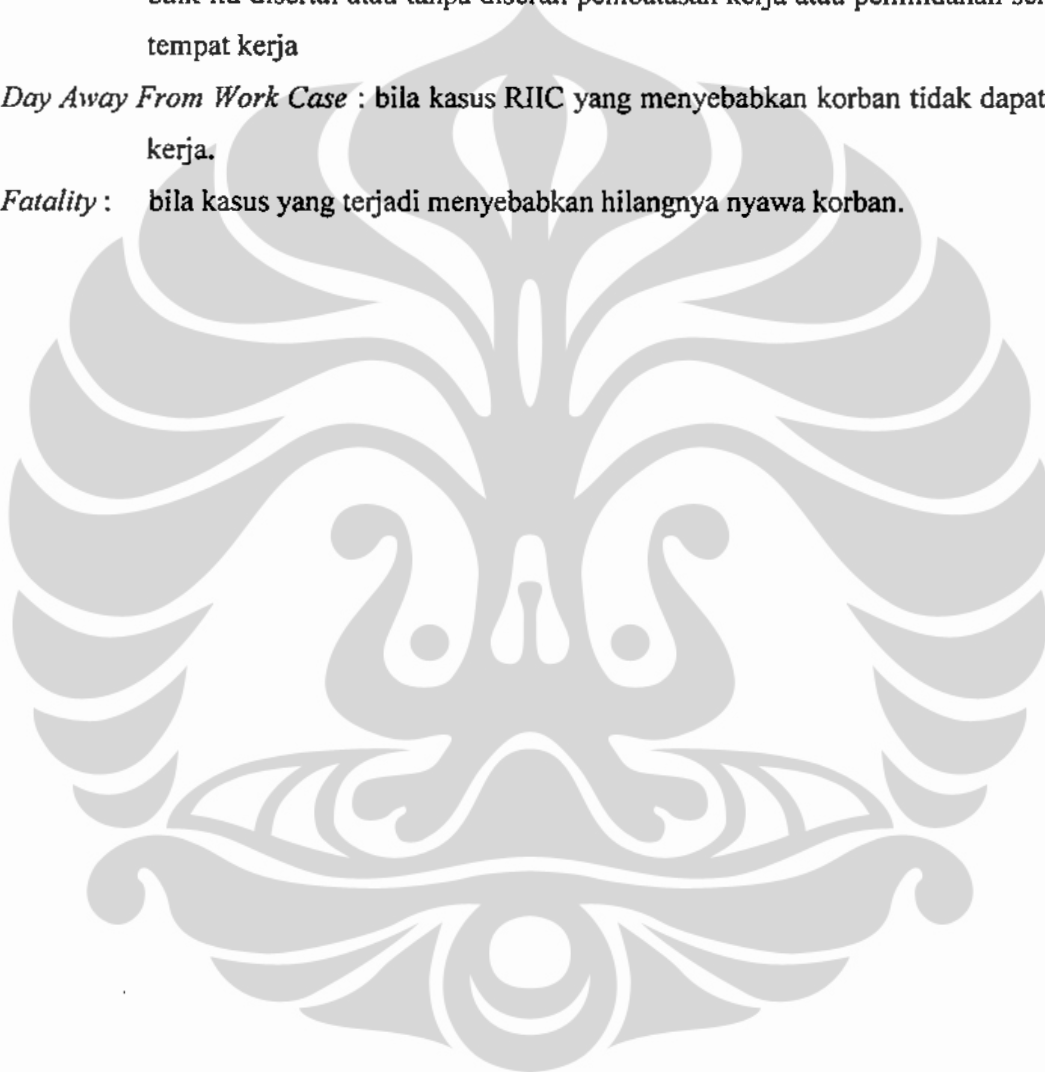 tempat kerja
Day Away From Work Case : bila kasus RIIC yang menyebabkan korban tidak dapat
kerja.
Fatality : bila kasus yang terjadi menyebabkan hilangnya nyawa korban.